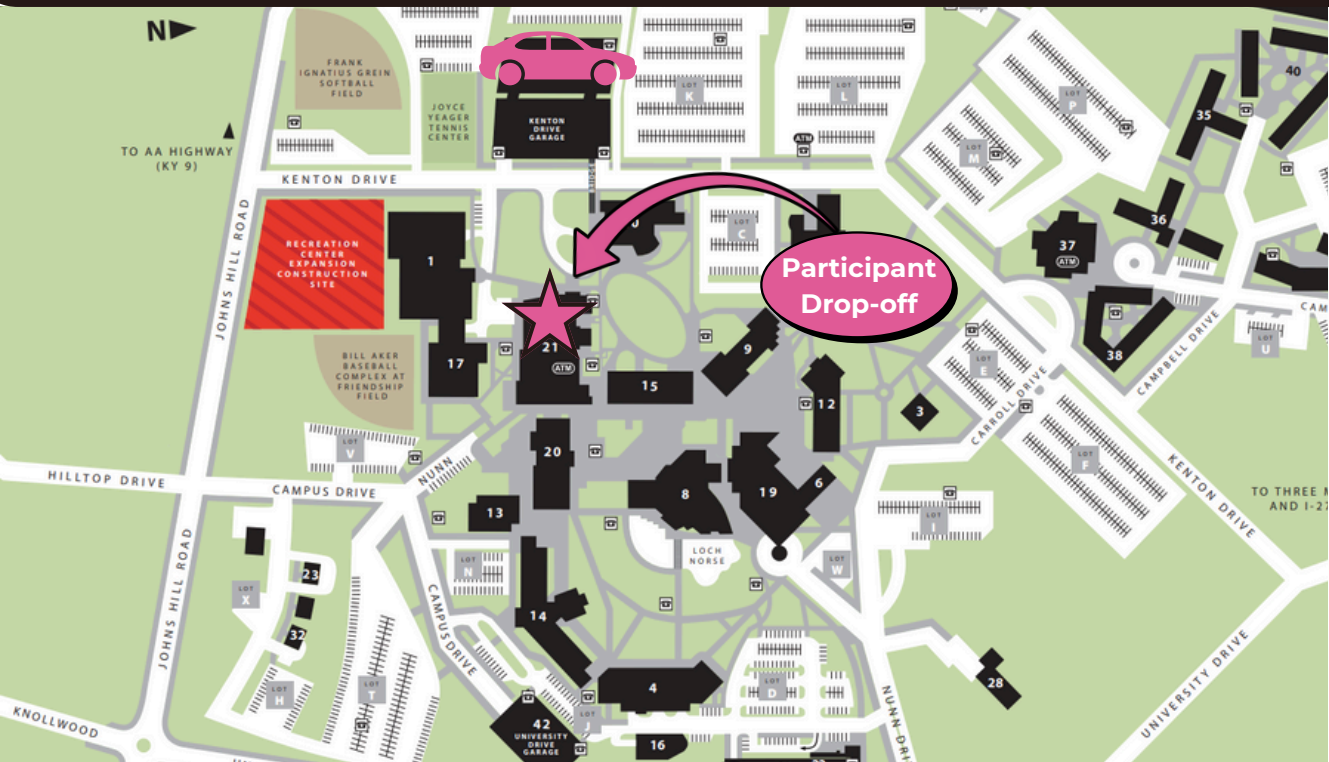 N
FRANK
IGNATIUS GREIN
SOFTBALL
FIELD
JOYCE
YEAGER
TENNIS
CENTER
KENTON
DRIVE
GARAGE
LOT
K
LOT
L
LOT
P
LOT
M
ATM
40
35
36
37
ATM
38
TO AA HIGHWAY
(KY 9)
KENTON DRIVE
JOHNS HILL ROAD
RECREATION
CENTER
EXPANSION
CONSTRUCTION
SITE
1
LOT
C
Participant
Drop-off
CAM
LOT
U
CAMPBELL DRIVE
BILL AKER
BASEBALL
COMPLEX AT
FRIENDSHIP
FIELD
17
21
ATM
15
9
12
3
LOT
E
CARROLL DRIVE
LOT
F
KENTON DRIVE
TO THREE M
AND I-27
LOT
V
HILLTOP DRIVE
CAMPUS DRIVE
NUNN
20
13
8
19
6
LOT
I
LOCH
NORSE
LOT
W
LOT
N
LOT
X
23
32
JOHNS HILL ROAD
CAMPUS DRIVE
14
LOT
H
LOT
T
4
LOT
D
28
LOT
J
42
UNIVERSITY
DRIVE
GARAGE
16
KNOLLWOOD
NUNN DRI
UNIVERSITY DRIVE